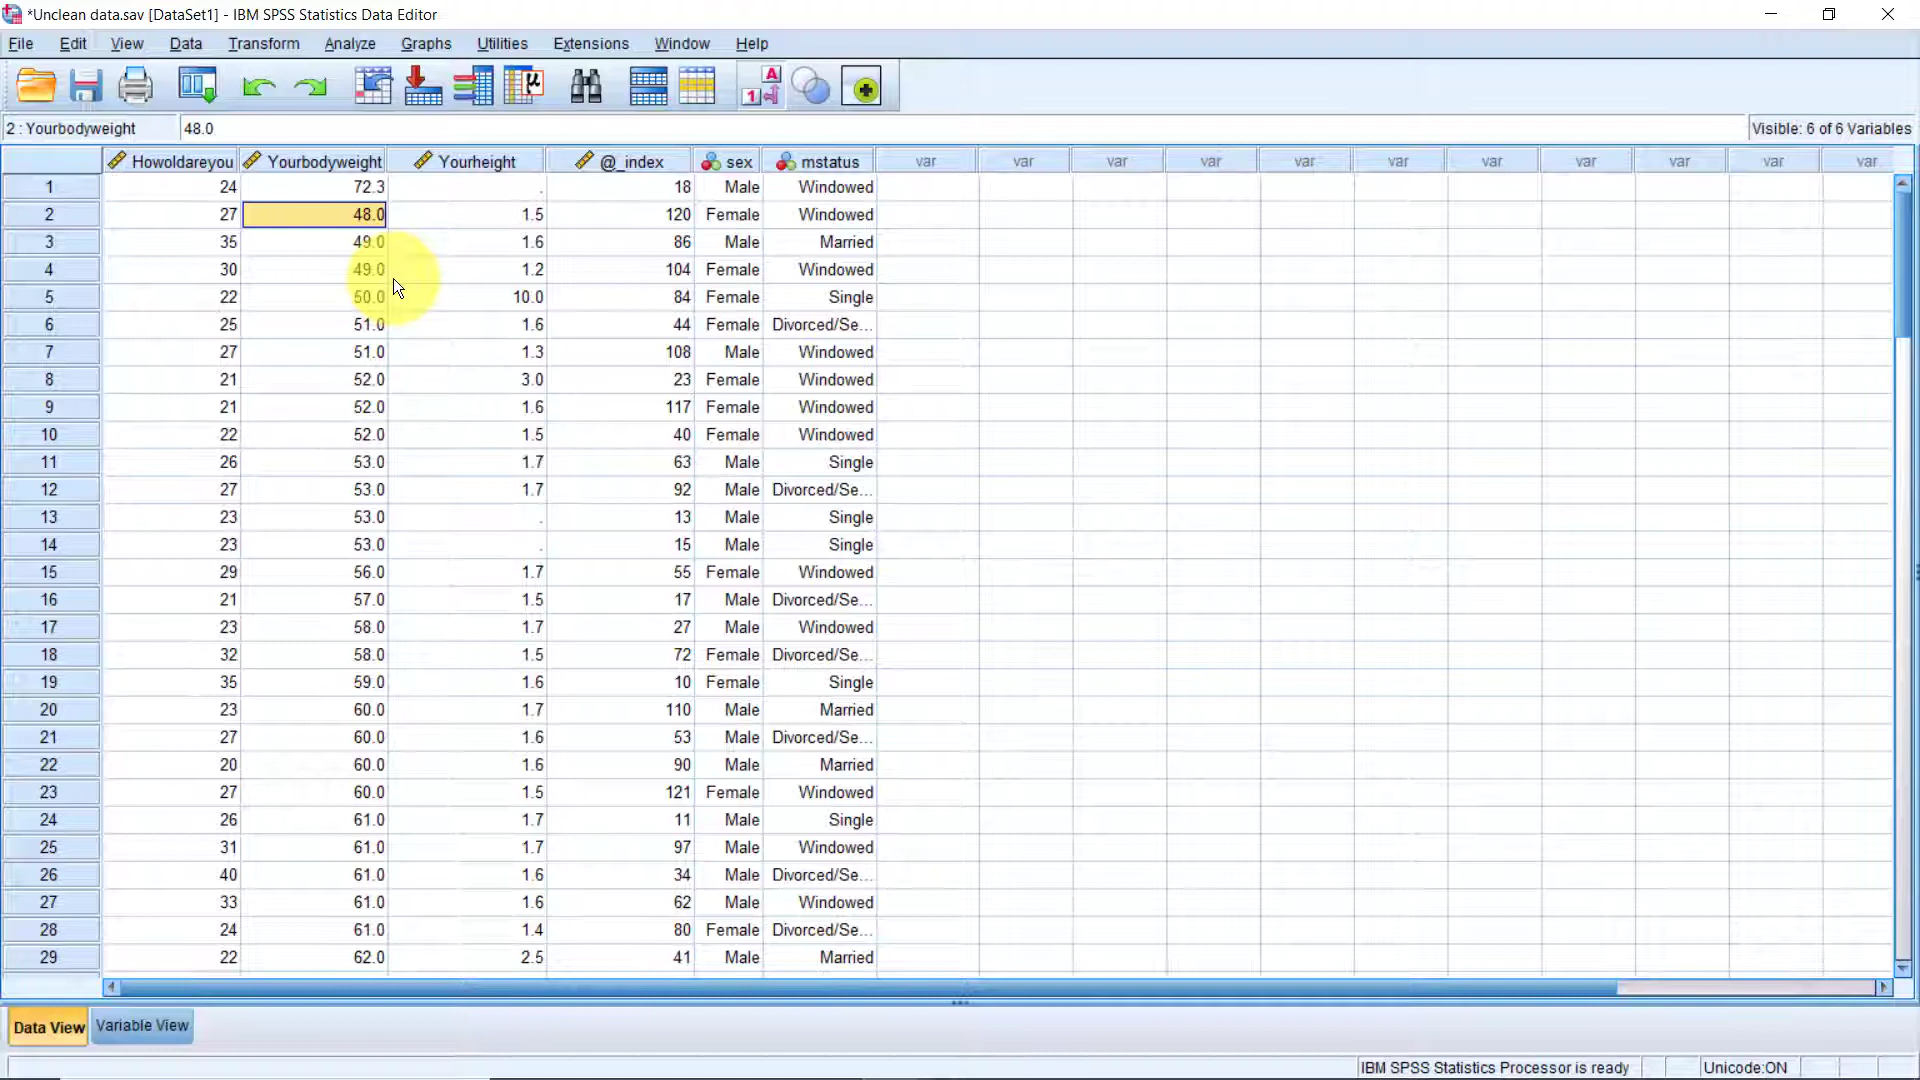 *Unclean data.sav [DataSet1] - IBM SPSS Statistics Data Editor
File Edit View Data Transform Analyze Graphs Utilities Extensions Window Help
2 : Yourbodyweight 48.0 Visible: 6 of 6 Variables
Howoldareyou Yourbodyweight Yourheight @_index sex mstatus var var var var var var var var var var var
1 24 72.3 . 18 Male Windowed
2 27 48.0 1.5 120 Female Windowed
3 35 49.0 1.6 86 Male Married
4 30 49.0 1.2 104 Female Windowed
5 22 50.0 10.0 84 Female Single
6 25 51.0 1.6 44 Female Divorced/Se...
7 27 51.0 1.3 108 Male Windowed
8 21 52.0 3.0 23 Female Windowed
9 21 52.0 1.6 117 Female Windowed
10 22 52.0 1.5 40 Female Windowed
11 26 53.0 1.7 63 Male Single
12 27 53.0 1.7 92 Male Divorced/Se...
13 23 53.0 . 13 Male Single
14 23 53.0 . 15 Male Single
15 29 56.0 1.7 55 Female Windowed
16 21 57.0 1.5 17 Male Divorced/Se...
17 23 58.0 1.7 27 Male Windowed
18 32 58.0 1.5 72 Female Divorced/Se...
19 35 59.0 1.6 10 Female Single
20 23 60.0 1.7 110 Male Married
21 27 60.0 1.6 53 Male Divorced/Se...
22 20 60.0 1.6 90 Male Married
23 27 60.0 1.5 121 Female Windowed
24 26 61.0 1.7 11 Male Single
25 31 61.0 1.7 97 Male Windowed
26 40 61.0 1.6 34 Male Divorced/Se...
27 33 61.0 1.6 62 Male Windowed
28 24 61.0 1.4 80 Female Divorced/Se...
29 22 62.0 2.5 41 Male Married
Data View Variable View
IBM SPSS Statistics Processor is ready Unicode:ON